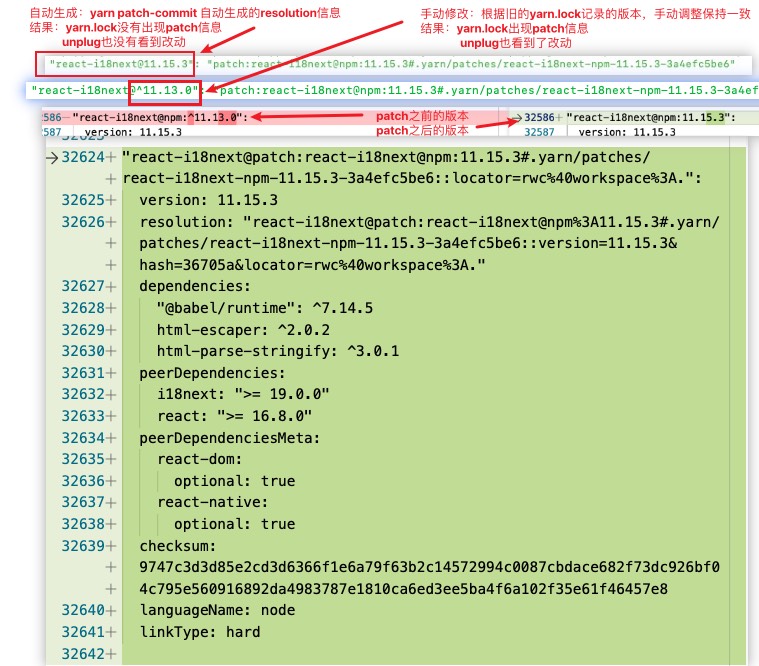 自动生成：yarn patch-commit 自动生成的resolution信息
结果：yarn.lock没有出现patch信息
unplug也没有看到改动
手动修改：根据旧的yarn.lock记录的版本，手动调整保持一致
结果：yarn.lock出现patch信息
unplug也看到了改动
"react-i18next@11.15.3": "patch:react-i18next@npm:11.15.3#.yarn/patches/react-i18next-npm-11.15.3-3a4efc5be6"
"react-i18next@^11.13.0": "patch:react-i18next@npm:11.15.3#.yarn/patches/react-i18next-npm-11.15.3-3a4ef
586- "react-i18next@npm:^11.13.0":
patch之前的版本
32586+ "react-i18next@npm:11.15.3":
587 version: 11.15.3
patch之后的版本
32587 version: 11.15.3
32624+ "react-i18next@patch:react-i18next@npm:11.15.3#.yarn/patches/
+ react-i18next-npm-11.15.3-3a4efc5be6::locator=rwc%40workspace%3A.":
32625+ version: 11.15.3
32626+ resolution: "react-i18next@patch:react-i18next@npm%3A11.15.3#.yarn/
+ patches/react-i18next-npm-11.15.3-3a4efc5be6::version=11.15.3&
+ hash=36705a&locator=rwc%40workspace%3A."
32627+ dependencies:
32628+ "@babel/runtime": ^7.14.5
32629+ html-escaper: ^2.0.2
32630+ html-parse-stringify: ^3.0.1
32631+ peerDependencies:
32632+ i18next: ">= 19.0.0"
32633+ react: ">= 16.8.0"
32634+ peerDependenciesMeta:
32635+ react-dom:
32636+ optional: true
32637+ react-native:
32638+ optional: true
32639+ checksum:
+ 9747c3d3d85e2cd3d6366f1e6a79f63b2c14572994c0087cbdace682f73dc926bf0
+ 4c795e560916892da4983787e1810ca6ed3ee5ba4f6a102f35e61f46457e8
32640+ languageName: node
32641+ linkType: hard
32642+